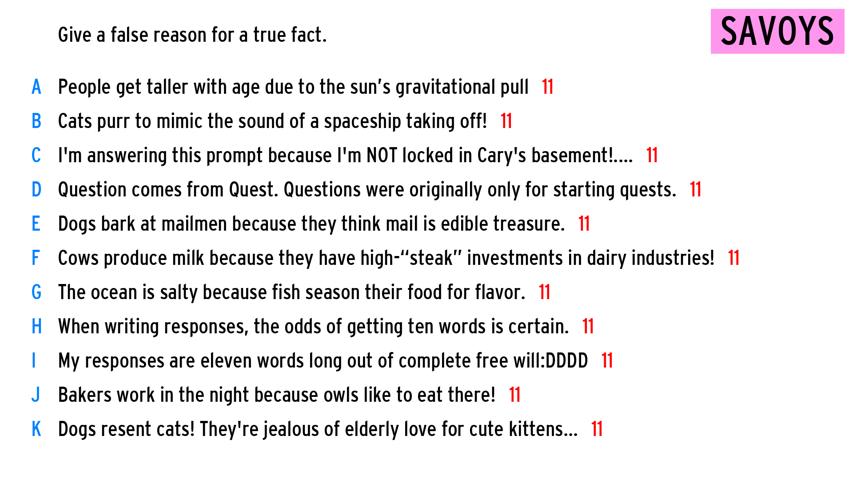 Give a false reason for a true fact.
SAVOYS
A People get taller with age due to the sun's gravitational pull 11
B Cats purr to mimic the sound of a spaceship taking off! 11
C I'm answering this prompt because I'm NOT locked in Cary's basement!.... 11
D Question comes from Quest. Questions were originally only for starting quests. 11
E Dogs bark at mailmen because they think mail is edible treasure. 11
F Cows produce milk because they have high-“steak” investments in dairy industries! 11
G The ocean is salty because fish season their food for flavor. 11
H When writing responses, the odds of getting ten words is certain. 11
I My responses are eleven words long out of complete free will:DDDD 11
J Bakers work in the night because owls like to eat there! 11
K Dogs resent cats! They're jealous of elderly love for cute kittens... 11